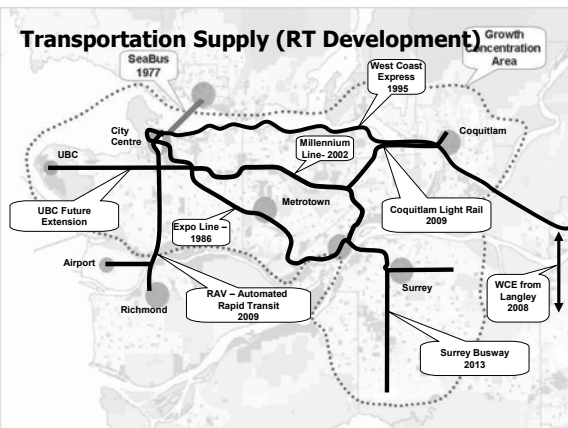 Transportation Supply (RT Development)
Growth
Concentration
Area
SeaBus
1977
West Coast
Express
1995
City
Centre
Millennium
Line- 2002
Coquitlam
UBC
Metrotown
UBC Future
Extension
Expo Line –
1986
Coquitlam Light Rail
2009
Airport
Richmond
RAV – Automated
Rapid Transit
2009
Surrey
WCE from
Langley
2008
Surrey Busway
2013